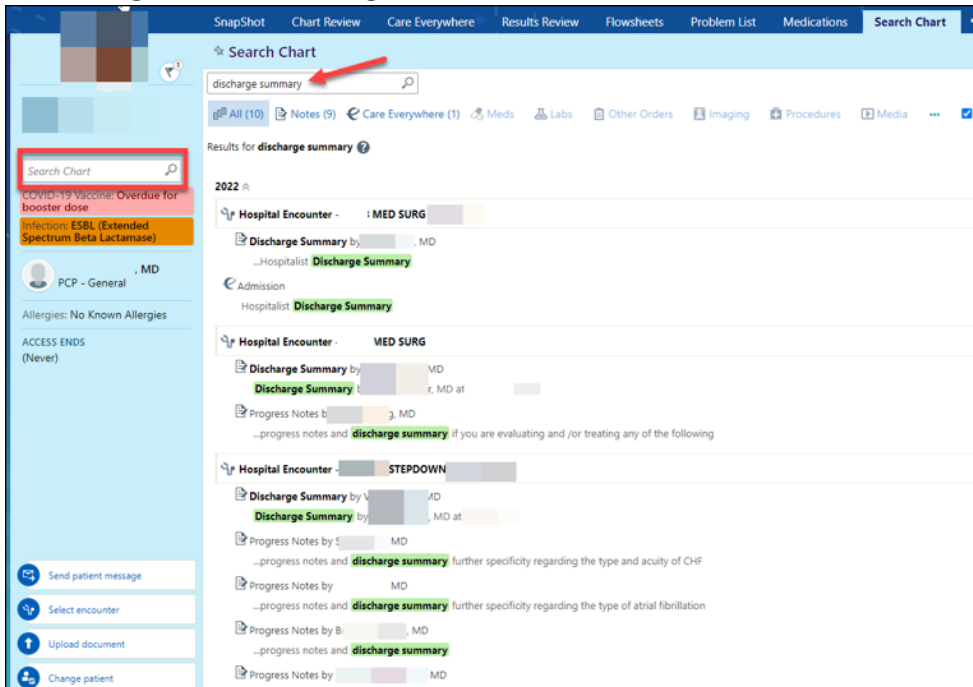 SnapShot Chart Review Care Everywhere Results Review Flowsheets Problem List Medications Search Chart
Search Chart
discharge summary
All (10) Notes (9) Care Everywhere (1) Meds Labs Other Orders Imaging Procedures Media ...
Results for discharge summary
Search Chart
COVID-19 Vaccine: Overdue for
booster dose
Infection: ESBL (Extended
Spectrum Beta Lactamase)
, MD
PCP - General
Allergies: No Known Allergies
ACCESS ENDS
(Never)
Send patient message
Select encounter
Upload document
Change patient
2022
Hospital Encounter - MED SURG
Discharge Summary by , MD
...Hospitalist Discharge Summary
Admission
Hospitalist Discharge Summary
Hospital Encounter - MED SURG
Discharge Summary by MD
Discharge Summary , MD at
Progress Notes , MD
...progress notes and discharge summary if you are evaluating and /or treating any of the following
Hospital Encounter - STEPDOWN
Discharge Summary by MD
Discharge Summary by , MD at
Progress Notes by MD
...progress notes and discharge summary further specificity regarding the type and acuity of CHF
Progress Notes by MD
...progress notes and discharge summary further specificity regarding the type of atrial fibrillation
Progress Notes by , MD
...progress notes and discharge summary
Progress Notes by MD